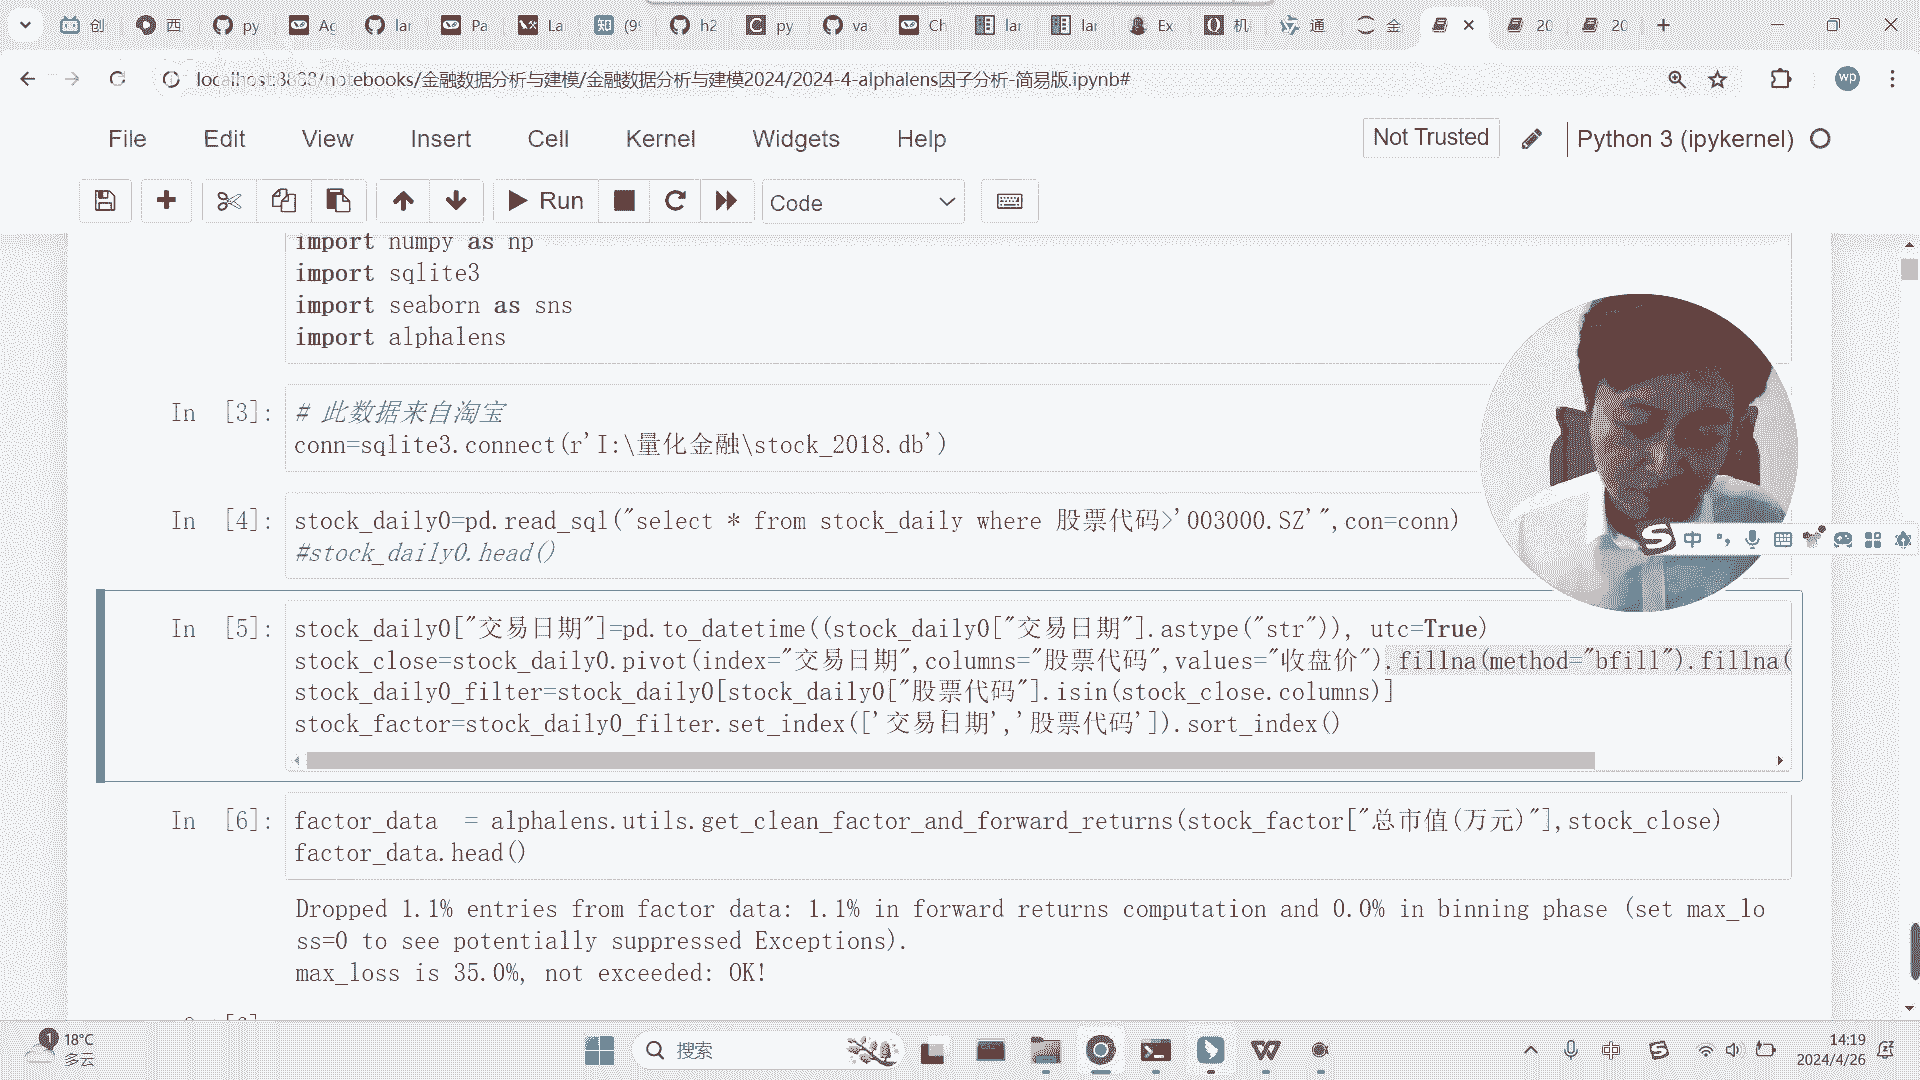 创
西
py
Ag
lar
Pa
La
知
(9
h2
py
va
Ch
lar
lar
Ex
机
通
金
20
20
localhost:8888/notebooks/金融数据分析与建模/金融数据分析与建模2024/2024-4-alphalens因子分析-简易版.ipynb#
wp
File Edit View Insert Cell Kernel Widgets Help
Not Trusted
Python 3 (ipykernel)
Run
Code
import numpy as np
import sqlite3
import seaborn as sns
import alphalens
In [3]:
# 此数据来自淘宝
conn=sqlite3.connect(r'I:\量化金融\stock_2018.db')
In [4]:
stock_daily0=pd.read_sql("select * from stock_daily where 股票代码>'003000.SZ'",con=conn)
#stock_daily0.head()
中
In [5]:
stock_daily0["交易日期"]=pd.to_datetime((stock_daily0["交易日期"].astype("str")), utc=True)
stock_close=stock_daily0.pivot(index="交易日期",columns="股票代码",values="收盘价").fillna(method="bfill").fillna(
stock_daily0_filter=stock_daily0[stock_daily0["股票代码"].isin(stock_close.columns)]
stock_factor=stock_daily0_filter.set_index(['交易日期','股票代码']).sort_index()
In [6]:
factor_data  = alphalens.utils.get_clean_factor_and_forward_returns(stock_factor["总市值(万元)"],stock_close)
factor_data.head()
Dropped 1.1% entries from factor data: 1.1% in forward returns computation and 0.0% in binning phase (set max_lo
ss=0 to see potentially suppressed Exceptions).
max_loss is 35.0%, not exceeded: OK!
1
18°C
多云
搜索
中
14:19
2024/4/26